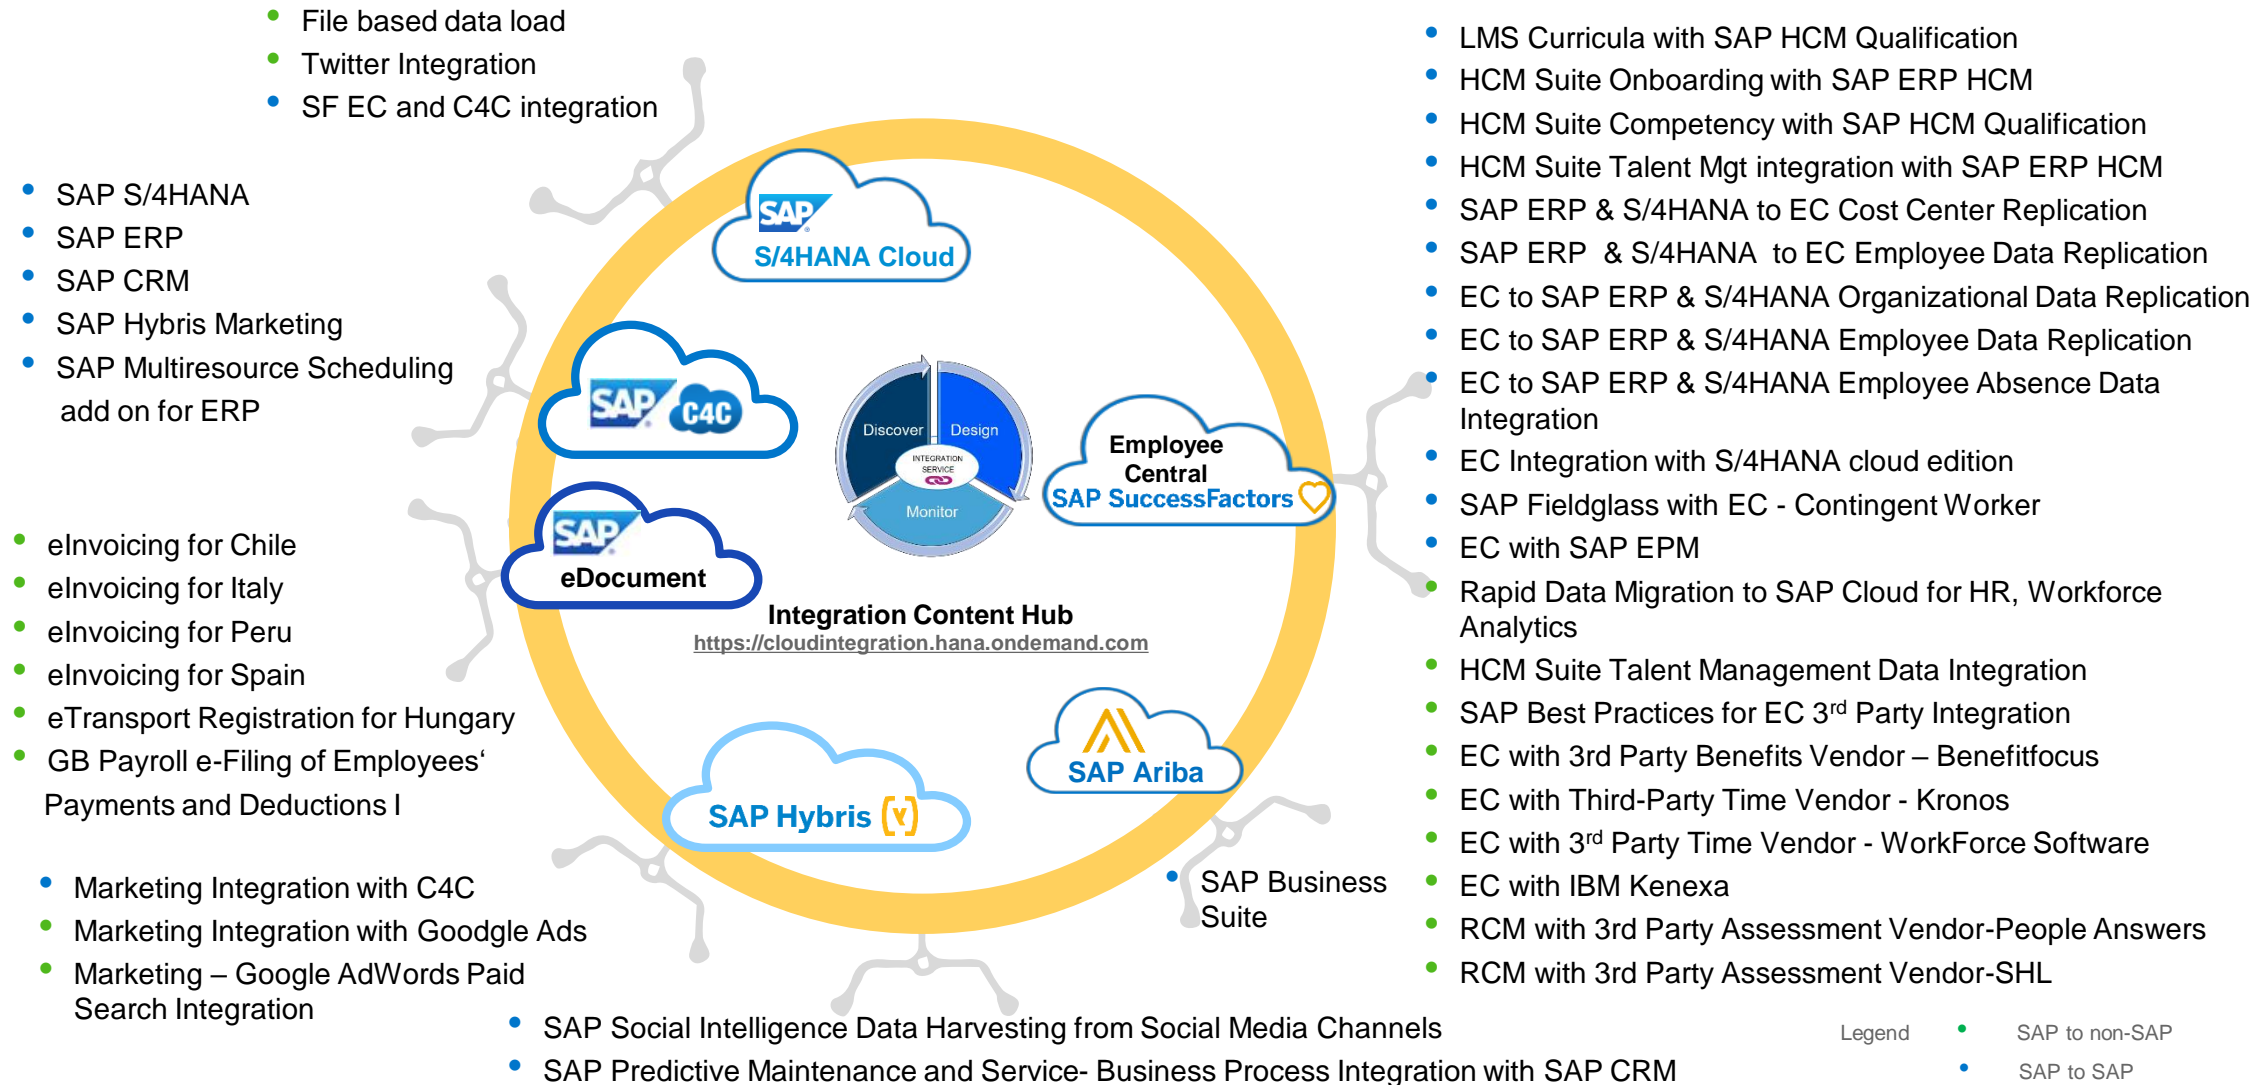 • File based data load
• Twitter Integration
• SF EC and C4C integration
• SAP S/4HANA
• SAP ERP
• SAP CRM
• SAP Hybris Marketing
• SAP Multiresource Scheduling
add on for ERP
• eInvoicing for Chile
• eInvoicing for Italy
• eInvoicing for Peru
• eInvoicing for Spain
• eTransport Registration for Hungary
• GB Payroll e-Filing of Employees‘
Payments and Deductions I
• Marketing Integration with C4C
• Marketing Integration with Goodgle Ads
• Marketing – Google AdWords Paid
Search Integration
SAP
S/4HANA Cloud
SAP C4C
SAP
eDocument
Discover
Design
INTEGRATION
SERVICE
Monitor
Employee
Central
SAP SuccessFactors
Integration Content Hub
https://cloudintegration.hana.ondemand.com
SAP Ariba
SAP Hybris (Y)
• SAP Business
Suite
• SAP Social Intelligence Data Harvesting from Social Media Channels
• SAP Predictive Maintenance and Service- Business Process Integration with SAP CRM
• LMS Curricula with SAP HCM Qualification
• HCM Suite Onboarding with SAP ERP HCM
• HCM Suite Competency with SAP HCM Qualification
• HCM Suite Talent Mgt integration with SAP ERP HCM
• SAP ERP & S/4HANA to EC Cost Center Replication
• SAP ERP & S/4HANA to EC Employee Data Replication
• EC to SAP ERP & S/4HANA Organizational Data Replication
• EC to SAP ERP & S/4HANA Employee Data Replication
• EC to SAP ERP & S/4HANA Employee Absence Data
Integration
• EC Integration with S/4HANA cloud edition
• SAP Fieldglass with EC - Contingent Worker
• EC with SAP EPM
• Rapid Data Migration to SAP Cloud for HR, Workforce
Analytics
• HCM Suite Talent Management Data Integration
• SAP Best Practices for EC 3rd Party Integration
• EC with 3rd Party Benefits Vendor – Benefitfocus
• EC with Third-Party Time Vendor - Kronos
• EC with 3rd Party Time Vendor - WorkForce Software
• EC with IBM Kenexa
• RCM with 3rd Party Assessment Vendor-People Answers
• RCM with 3rd Party Assessment Vendor-SHL
Legend • SAP to non-SAP
• SAP to SAP